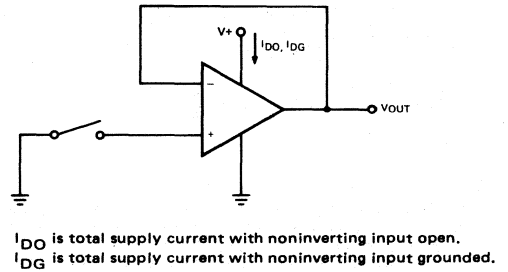 V+
IDO, IDG
−
+
VOUT
IDO is total supply current with noninverting input open.
IDG is total supply current with noninverting input grounded.